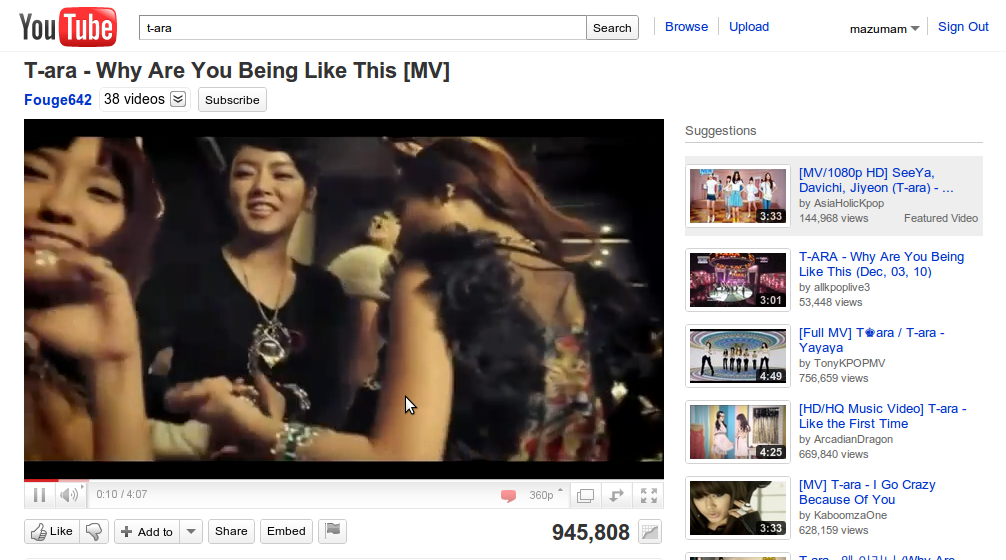 YouTube
t-ara
Search
Browse
Upload
mazumam
Sign Out
T-ara - Why Are You Being Like This [MV]
Fouge642
38 videos
Subscribe
0:10 / 4:07
360p
Like
Add to
Share
Embed
945,808
Suggestions
3:33
[MV/1080p HD] SeeYa,
Davichi, Jiyeon (T-ara) - ...
by AsiaHolicKpop
144,968 views
Featured Video
3:01
T-ARA - Why Are You Being
Like This (Dec, 03, 10)
by allkpoplive3
53,448 views
4:49
[Full MV] T♚ara / T-ara -
Yayaya
by TonyKPOPMV
756,659 views
4:25
[HD/HQ Music Video] T-ara -
Like the First Time
by ArcadianDragon
669,840 views
3:33
[MV] T-ara - I Go Crazy
Because Of You
by KaboomzaOne
628,159 views